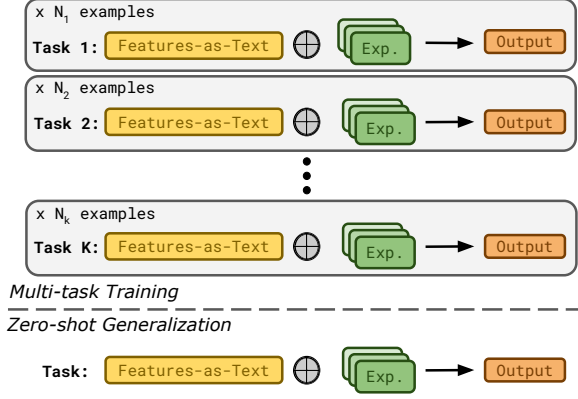 x N1 examples
Task 1: Features-as-Text Exp. Output
x N2 examples
Task 2: Features-as-Text Exp. Output
x Nk examples
Task K: Features-as-Text Exp. Output
Multi-task Training
Zero-shot Generalization
Task: Features-as-Text Exp. Output